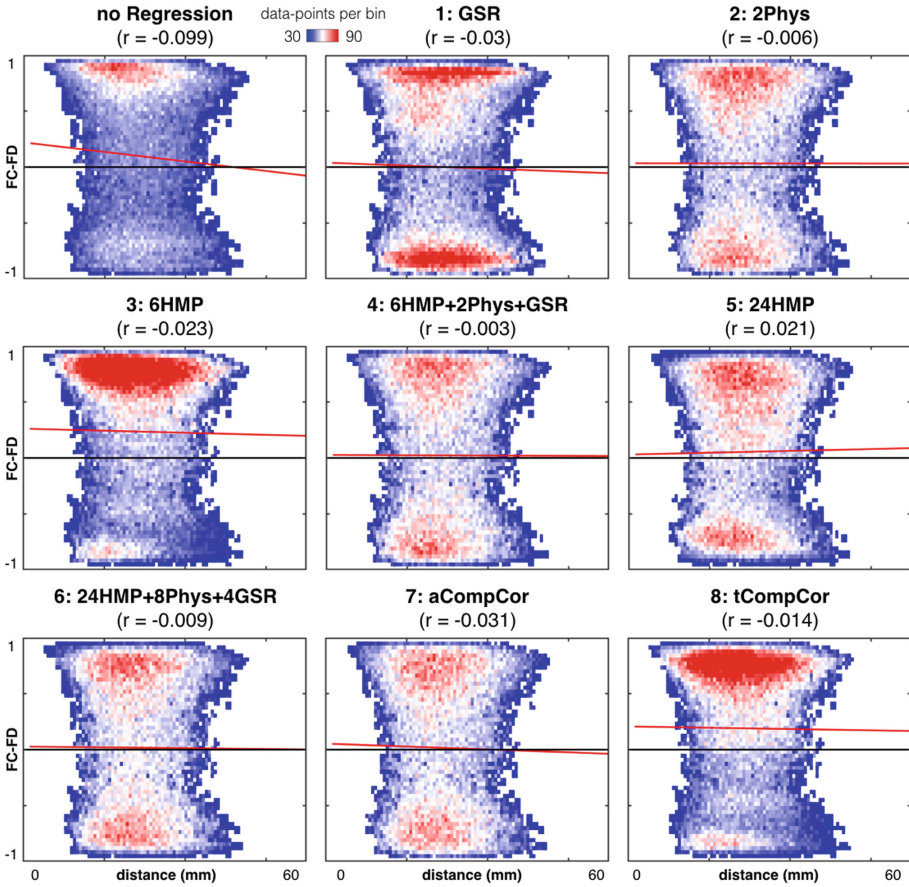 no Regression
(r = -0.099)
data-points per bin
30 90
1: GSR
(r = -0.03)
2: 2Phys
(r = -0.006)
1
FC-FD
-1
3: 6HMP
(r = -0.023)
4: 6HMP+2Phys+GSR
(r = -0.003)
5: 24HMP
(r = 0.021)
1
FC-FD
-1
6: 24HMP+8Phys+4GSR
(r = -0.009)
7: aCompCor
(r = -0.031)
8: tCompCor
(r = -0.014)
1
FC-FD
-1
0 distance (mm) 60
0 distance (mm) 60
0 distance (mm) 60